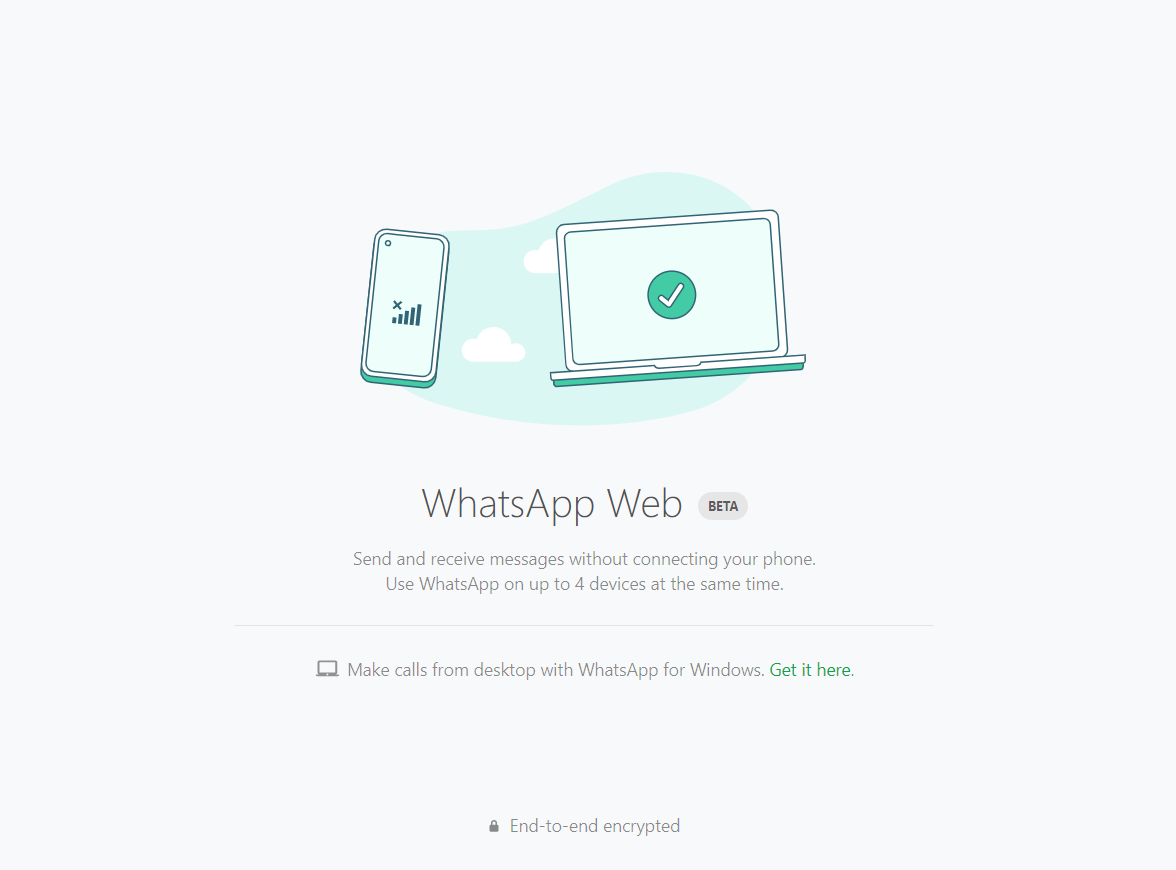 WhatsApp Web BETA
Send and receive messages without connecting your phone.
Use WhatsApp on up to 4 devices at the same time.
Make calls from desktop with WhatsApp for Windows. Get it here.
End-to-end encrypted